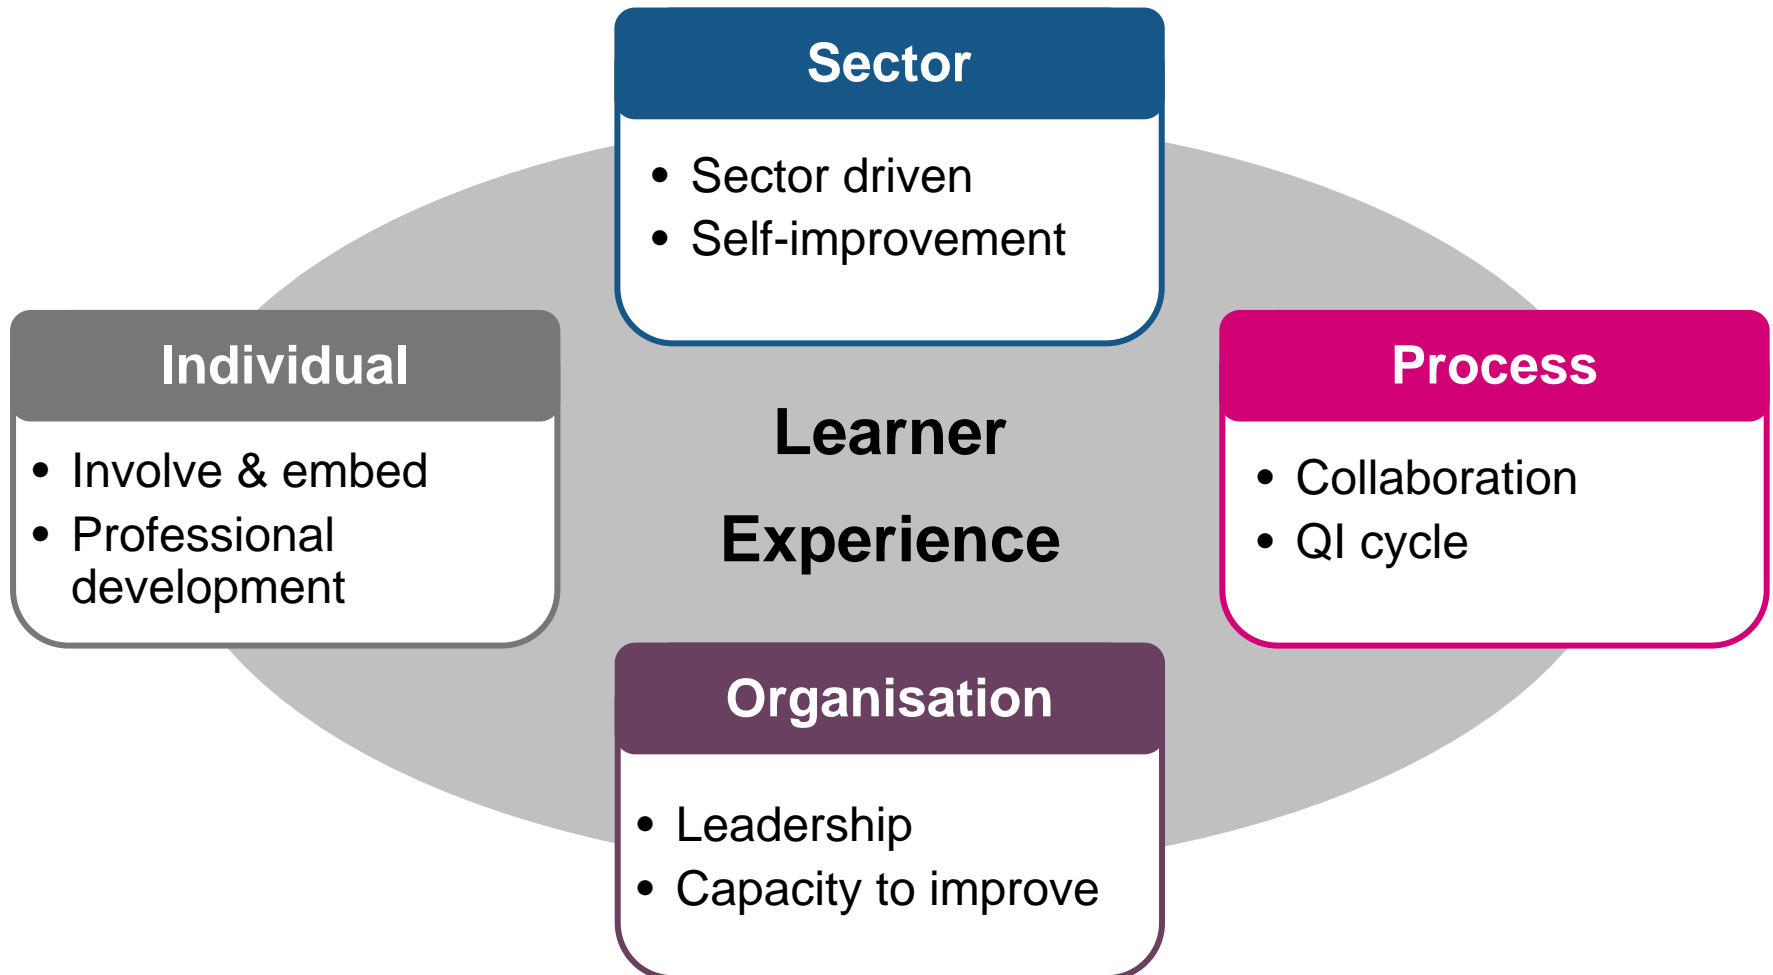 Sector
• Sector driven
• Self-improvement
Individual
• Involve & embed
• Professional
development
Learner
Experience
Process
• Collaboration
• QI cycle
Organisation
• Leadership
• Capacity to improve